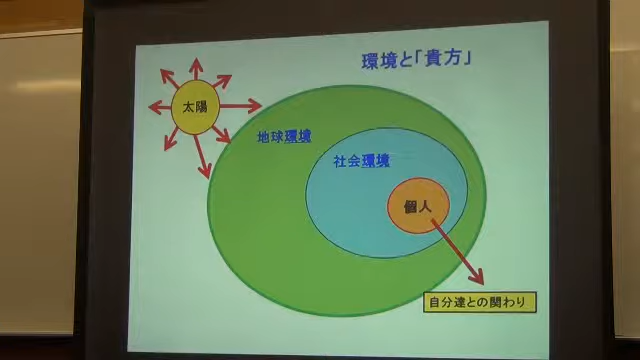 環境と「貴方」
太陽
地球環境
社会環境
個人
自分達との関わり